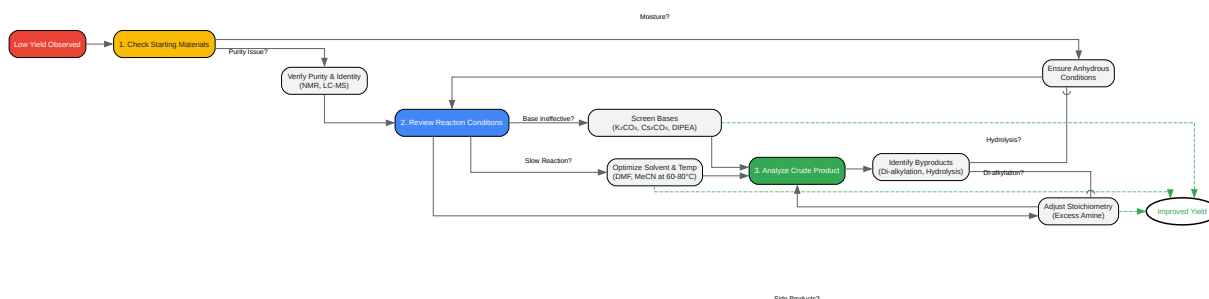 Moisture?
Low Yield Observed
1. Check Starting Materials
Purity Issue?
Verify Purity & Identity
(NMR, LC-MS)
Ensure Anhydrous
Conditions
2. Review Reaction Conditions
Base Ineffective?
Screen Bases
(K₂CO₃, Cs₂CO₃, DIPEA)
Hydrolysis?
Slow Reaction?
Optimize Solvent & Temp
(DMF, MeCN at 60-80°C)
3. Analyze Crude Product
Identify Byproducts
(Di-alkylation, Hydrolysis)
Di-alkylation?
Adjust Stoichiometry
(Excess Amine)
Improved Yield
Side Products?